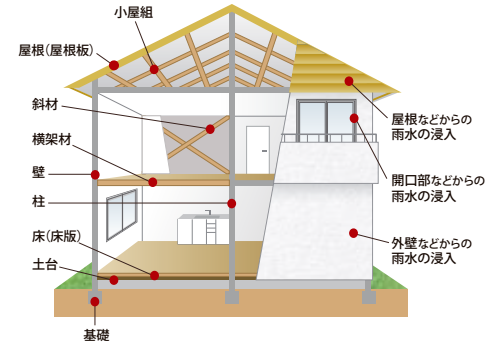 小屋組
屋根（屋根板）
斜材
横架材
壁
柱
床（床版）
土台
基礎
屋根などからの
雨水の浸入
開口部などからの
雨水の浸入
外壁などからの
雨水の浸入